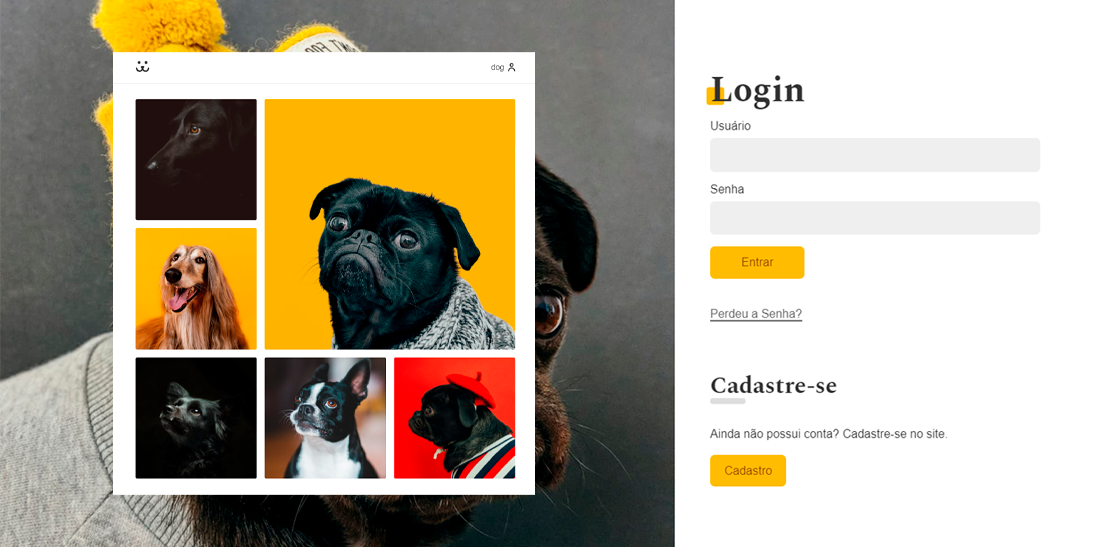 dog
Login
Usuário
Senha
Entrar
Perdeu a Senha?
Cadastre-se
Ainda não possui conta? Cadastre-se no site.
Cadastro